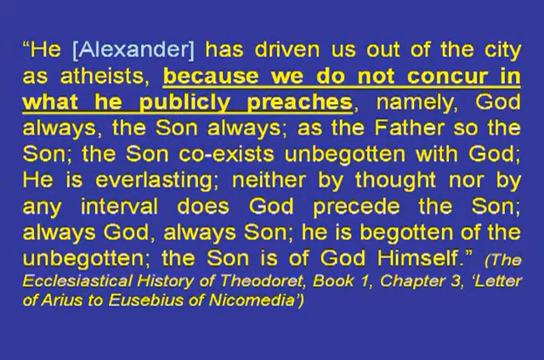 “He [Alexander] has driven us out of the city
as atheists, because we do not concur in
what he publicly preaches, namely, God
always, the Son always; as the Father so the
Son; the Son co-exists unbegotten with God;
He is everlasting; neither by thought nor by
any interval does God precede the Son;
always God, always Son; he is begotten of the
unbegotten; the Son is of God Himself.” (The
Ecclesiastical History of Theodoret, Book 1, Chapter 3, ‘Letter
of Arius to Eusebius of Nicomedia’)